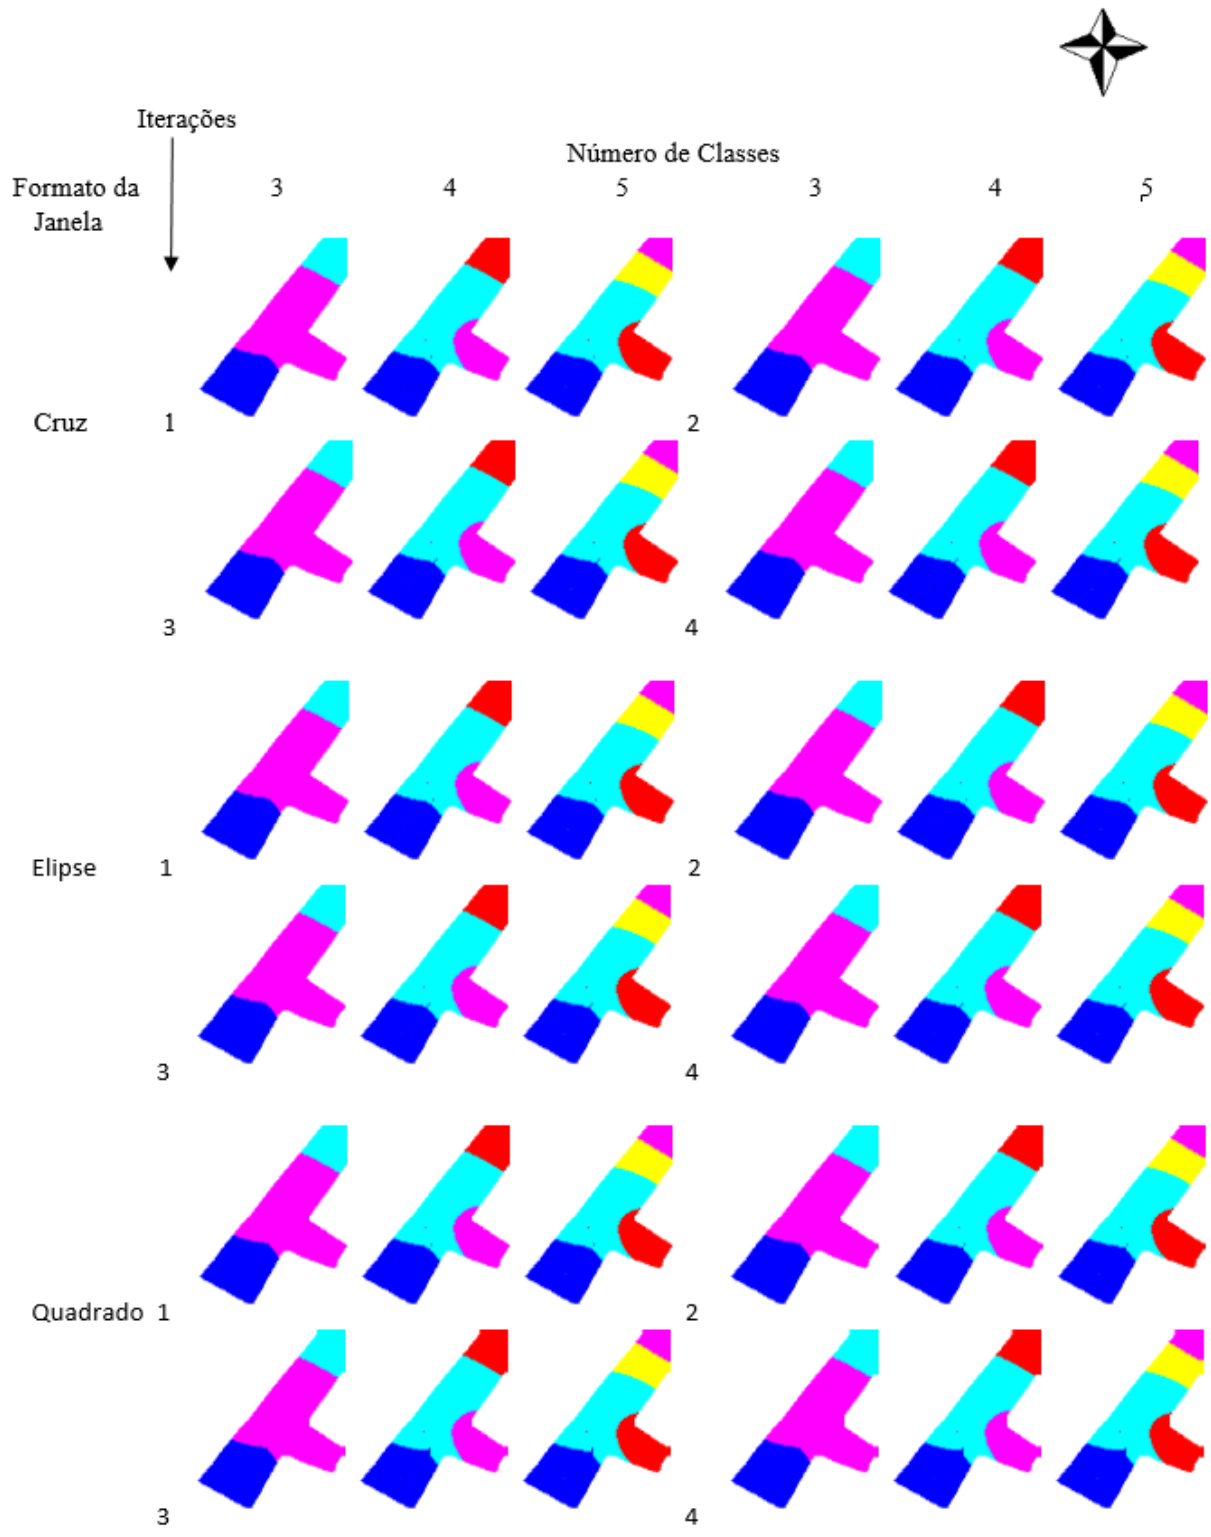 Iterações
Número de Classes
Formato da
Janela
3 4 5 3 4 5
Cruz 1 2
3 4
Elipse 1 2
3 4
Quadrado 1 2
3 4